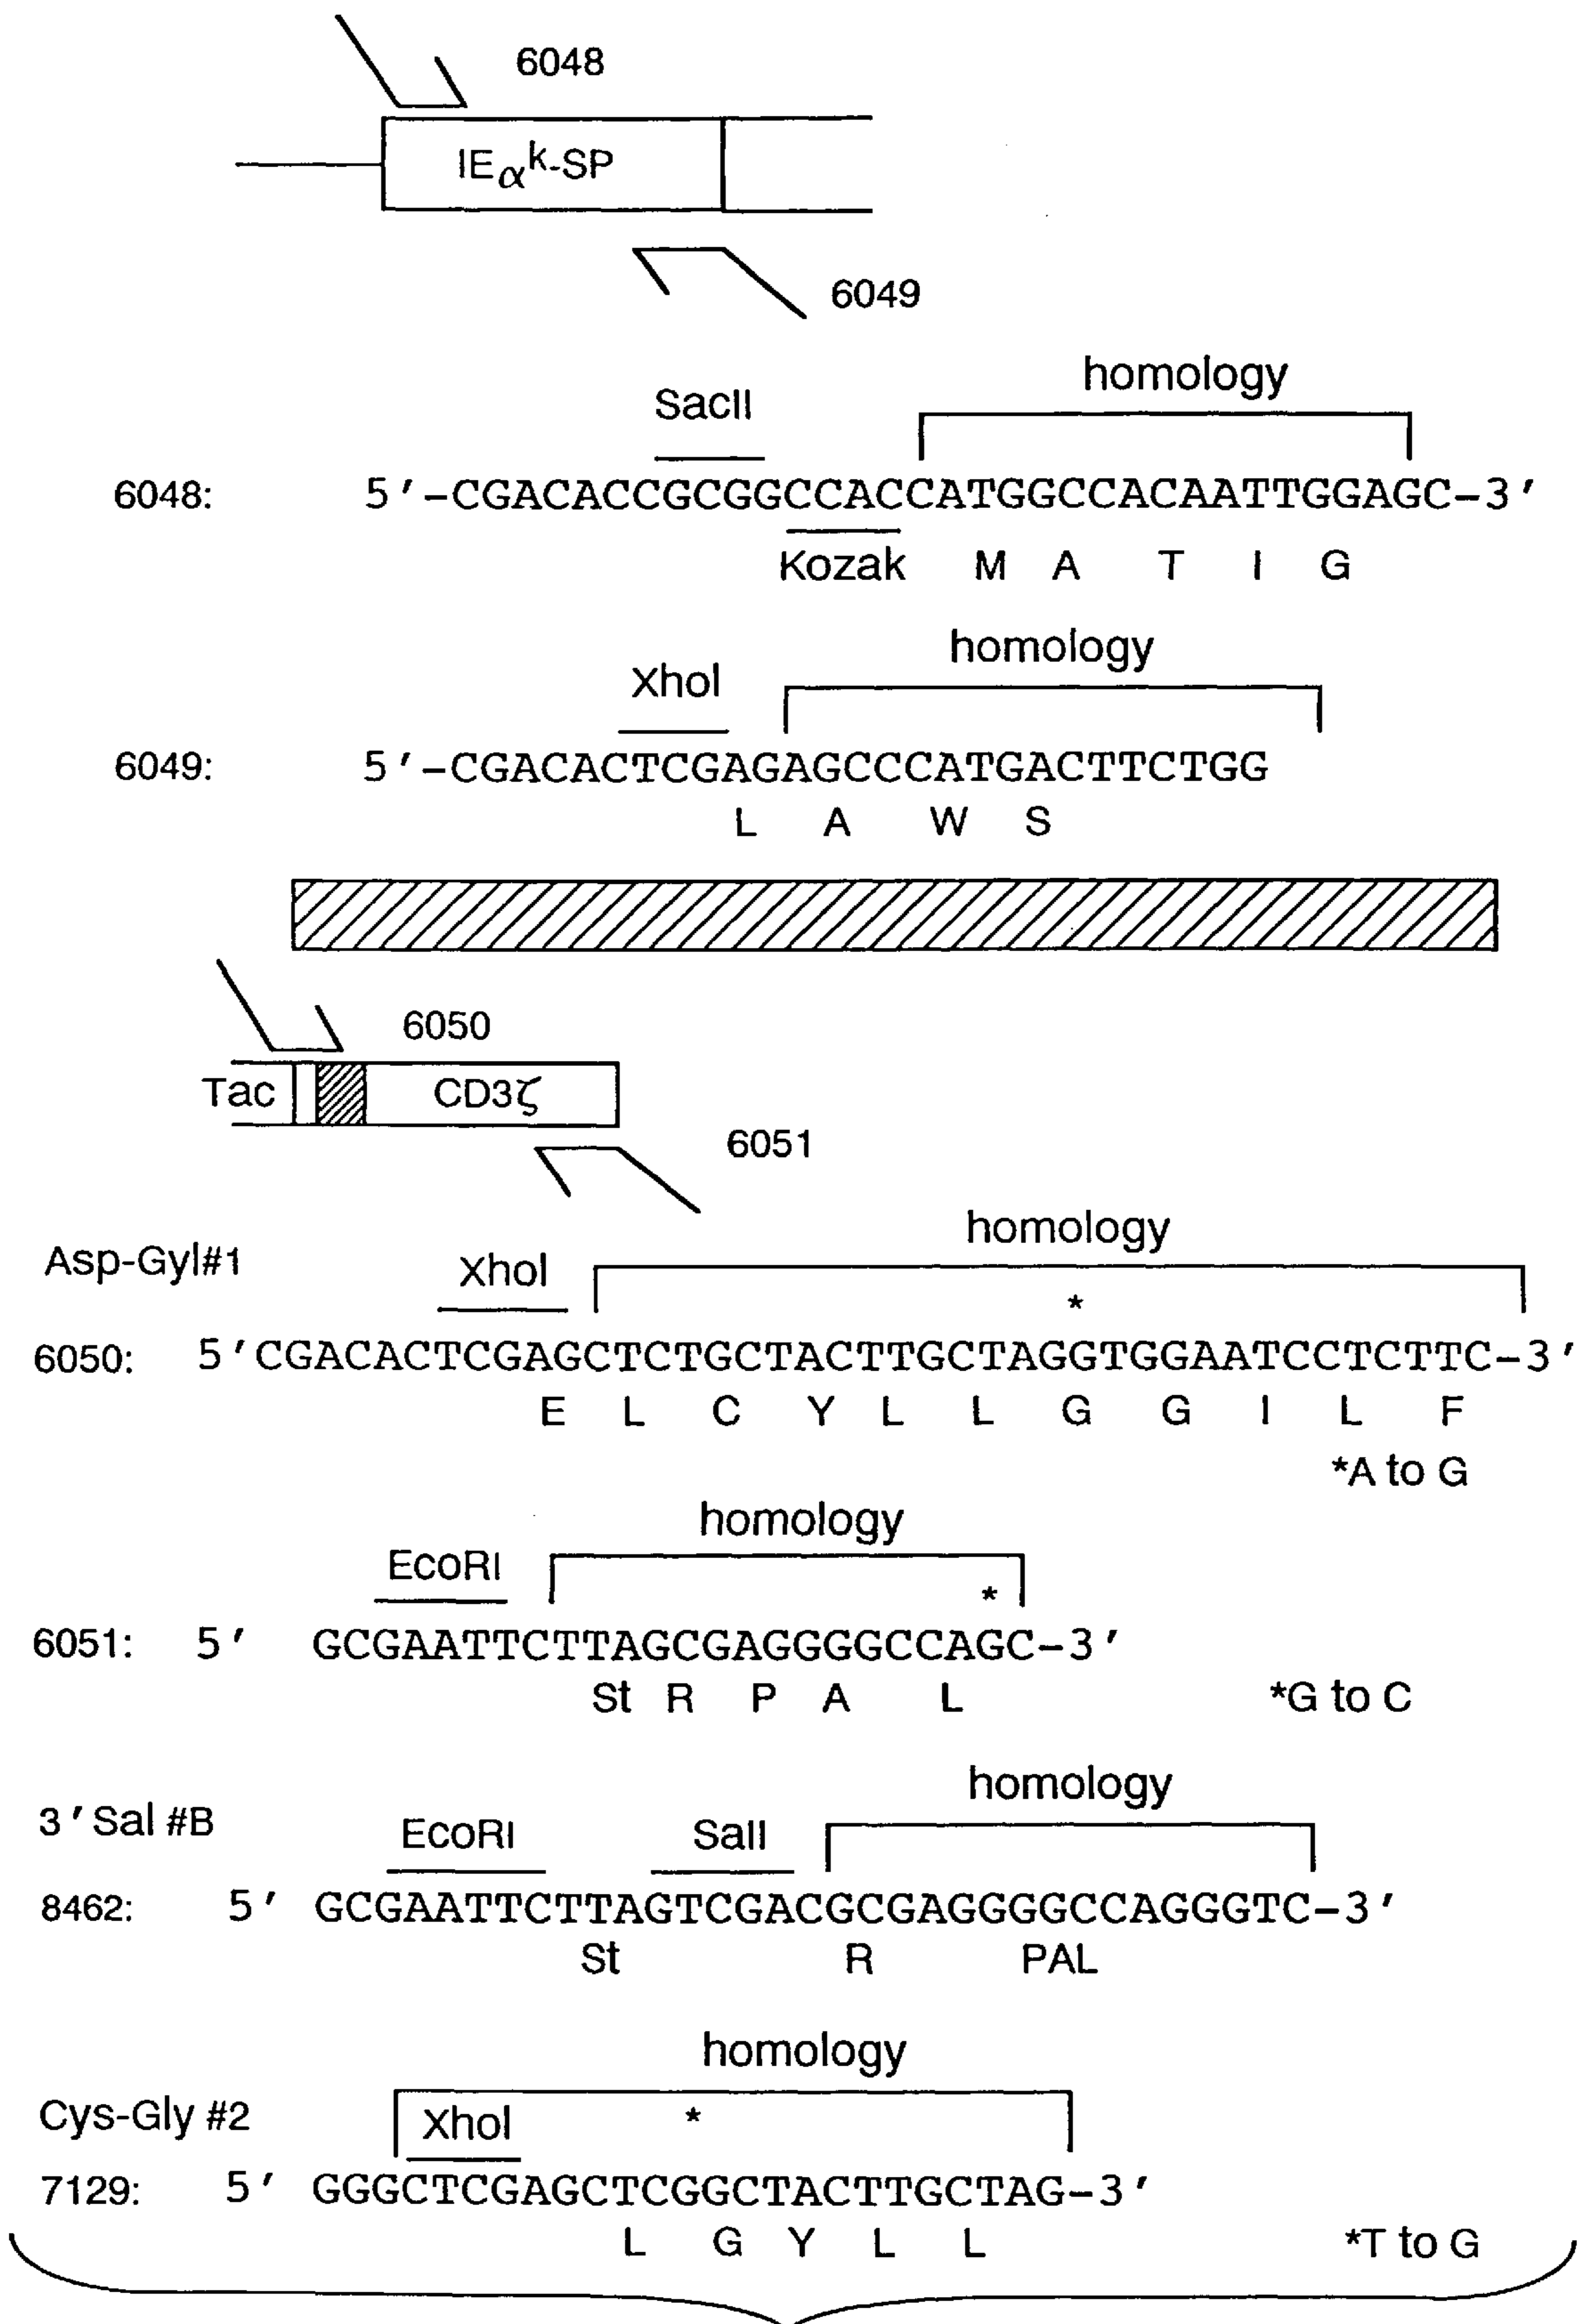 6048
IEαk-SP
6049
homology
SacII
6048: 5′-CGACACCGCGGCCACCATGGCCACAATTGGAGC-3′
Kozak M A T I G
homology
XhoI
6049: 5′-CGACACTCGAGAGCCCATGACTTCTGG
L A W S
6050
Tac CD3ζ
6051
homology
Asp-Gyl#1 XhoI
*
6050: 5′CGACACTCGAGCTCTGCTACTTGCTAGGTGGAATCCTCTTC-3′
E L C Y L L G G I L F
*A to G
homology
EcoRI
*
6051: 5′ GCGAATTCTTAGCGAGGGGCCAGC-3′
St R P A L *G to C
homology
3′Sal #B EcoRI SalI
8462: 5′ GCGAATTCTTAGTCGACGCGAGGGGCCAGGGTC-3′
St R PAL
homology
Cys-Gly #2 XhoI *
7129: 5′ GGGCTCGAGCTCGGCTACTTGCTAG-3′
L G Y L L *T to G